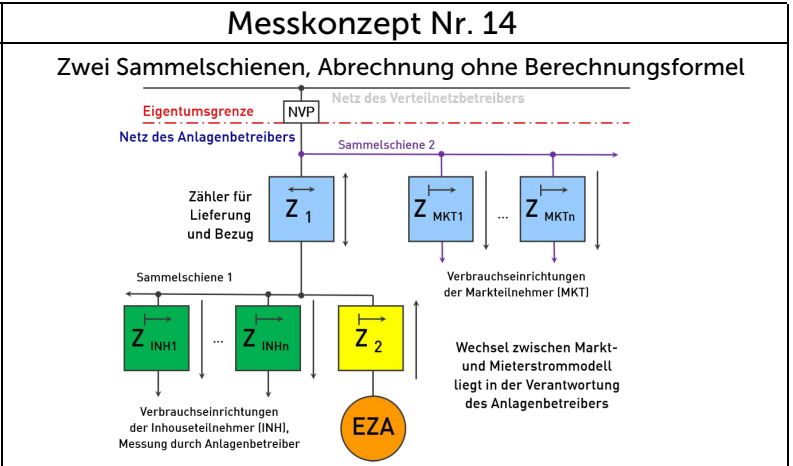 Messkonzept Nr. 14
Zwei Sammelschienen, Abrechnung ohne Berechnungsformel
Netz des Verteilnetzbetreibers
Eigentumsgrenze
NVP
Netz des Anlagenbetreibers
Sammelschiene 2
Zähler für
Lieferung
und Bezug
Z 1
Z MKT1
...
Z MKTn
Verbrauchseinrichtungen
der Markteilnehmer (MKT)
Sammelschiene 1
Z INH1
...
Z INHn
Z 2
Wechsel zwischen Markt-
und Mieterstrommodell
liegt in der Verantwortung
des Anlagenbetreibers
Verbrauchseinrichtungen
der Inhouseteilnehmer (INH),
Messung durch Anlagenbetreiber
EZA